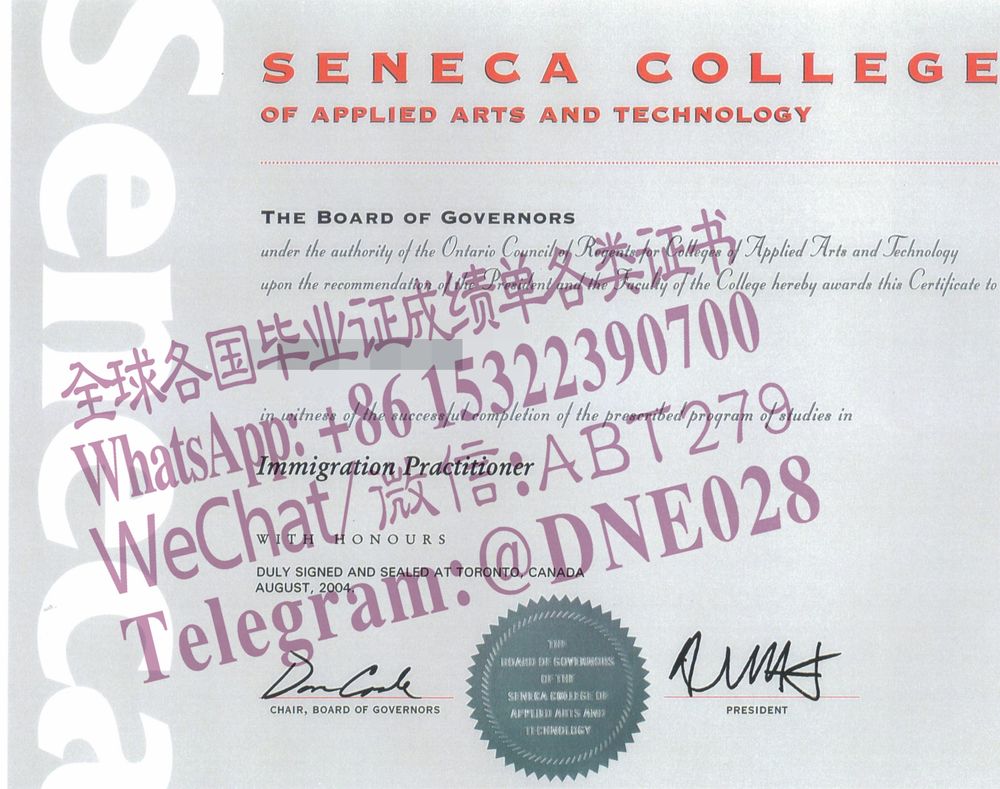 Seneca
SENECA COLLEGE
OF APPLIED ARTS AND TECHNOLOGY
THE BOARD OF GOVERNORS
under the authority of the Ontario Council of Regents for Colleges of Applied Arts and Technology
upon the recommendation of the President and the Faculty of the College hereby awards this Certificate to
全球各国毕业证成绩单各类证书
WhatsApp: +86 15322390700
in witness of the successful completion of the prescribed program of studies in
Immigration Practitioner
WeChat/微信:ABT279
WITH HONOURS
DULY SIGNED AND SEALED AT TORONTO, CANADA
AUGUST, 2004.
Telegram:@DNE028
THE
BOARD OF GOVERNORS
OF THE
SENECA COLLEGE OF
APPLIED ARTS AND
TECHNOLOGY
CHAIR, BOARD OF GOVERNORS
PRESIDENT